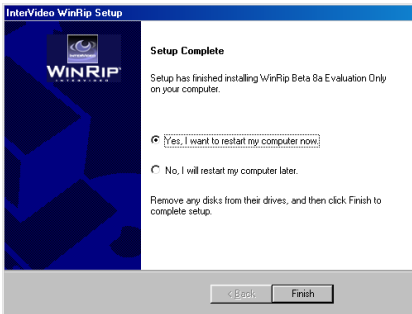 InterVideo WinRip Setup
WINRIP
INTERVIDEO
Setup Complete
Setup has finished installing WinRip Beta 8a Evaluation Only
on your computer.
Yes, I want to restart my computer now.
No, I will restart my computer later.
Remove any disks from their drives, and then click Finish to
complete setup.
< Back
Finish